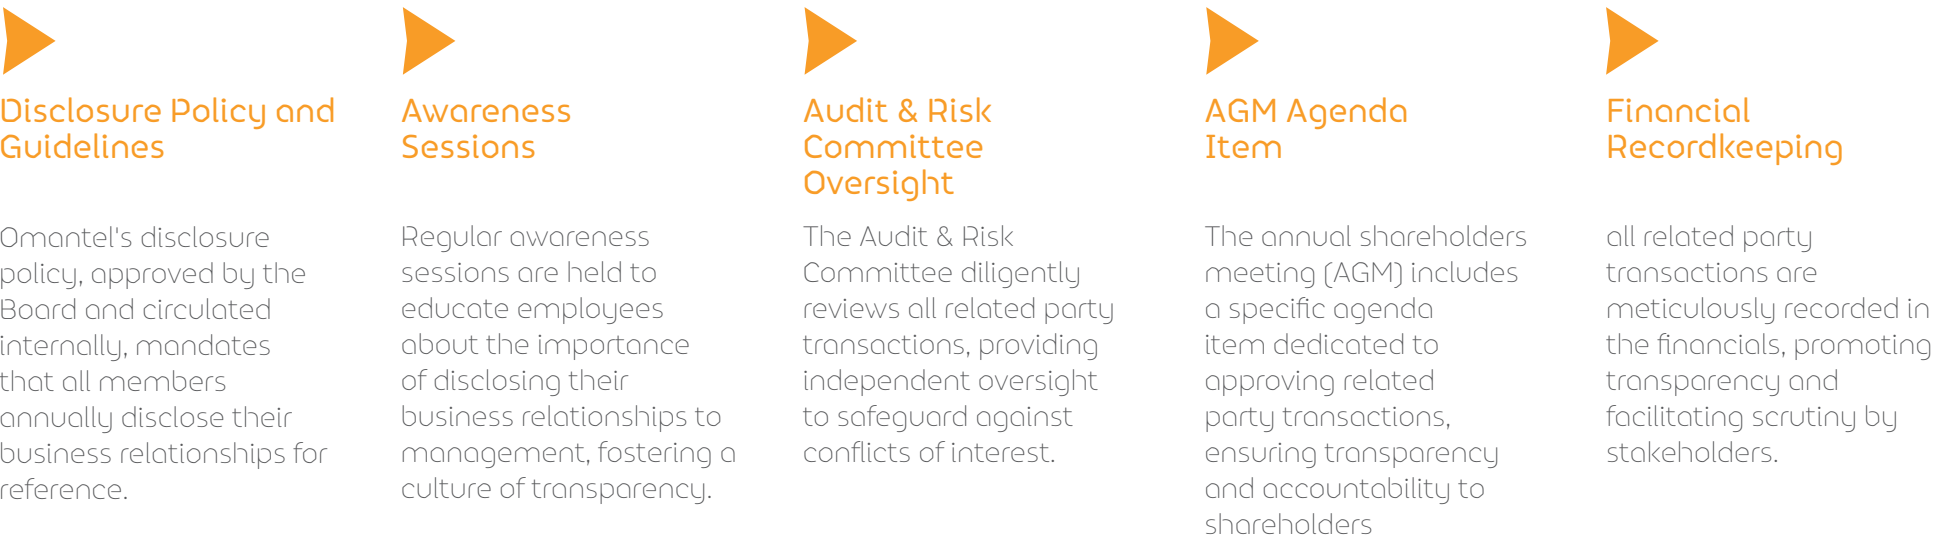 Disclosure Policy and
Guidelines
Omantel's disclosure
policy, approved by the
Board and circulated
internally, mandates
that all members
annually disclose their
business relationships for
reference.
Awareness
Sessions
Regular awareness
sessions are held to
educate employees
about the importance
of disclosing their
business relationships to
management, fostering a
culture of transparency.
Audit & Risk
Committee
Oversight
The Audit & Risk
Committee diligently
reviews all related party
transactions, providing
independent oversight
to safeguard against
conflicts of interest.
AGM Agenda
Item
The annual shareholders
meeting (AGM) includes
a specific agenda
item dedicated to
approving related
party transactions,
ensuring transparency
and accountability to
shareholders
Financial
Recordkeeping
all related party
transactions are
meticulously recorded in
the financials, promoting
transparency and
facilitating scrutiny by
stakeholders.